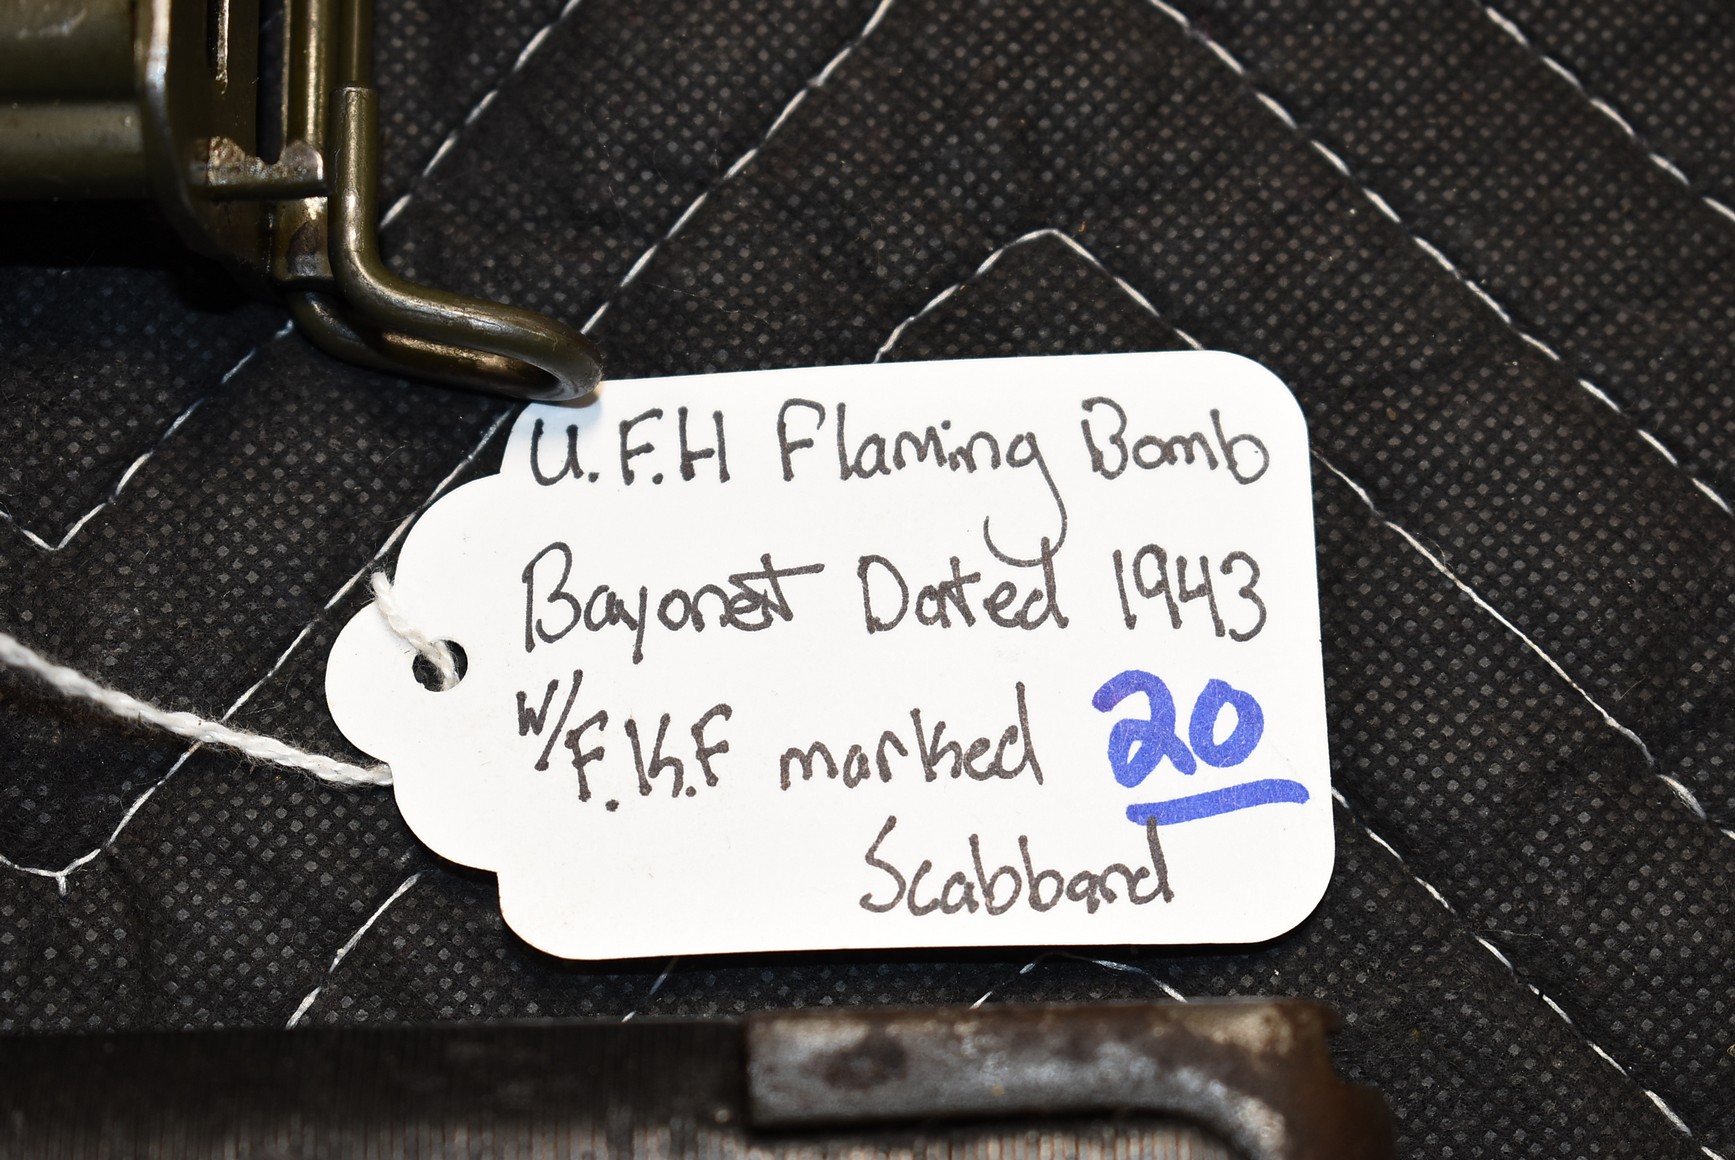 U.F.H Flaming Bomb
Bayonet Dated 1943
w/F.K.F marked 20
Scabbard